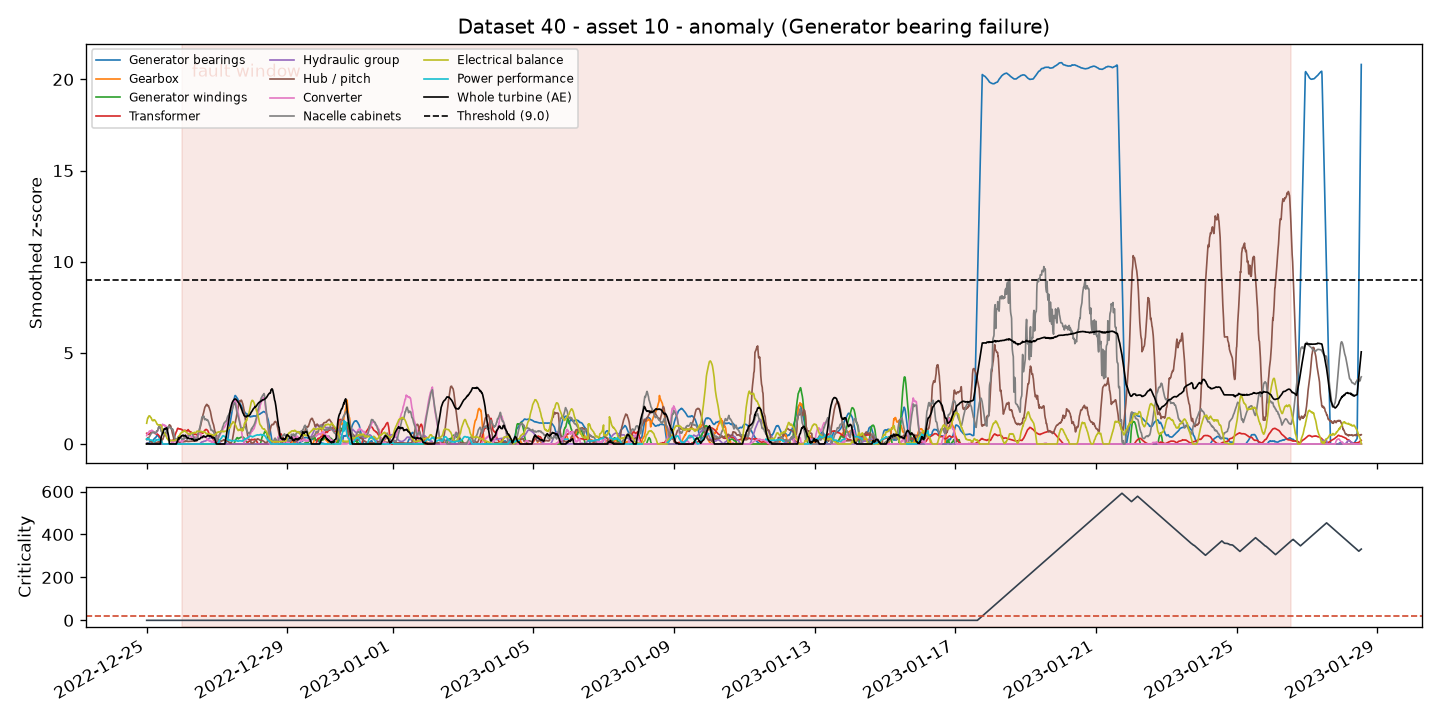 Dataset 40 - asset 10 - anomaly (Generator bearing failure)
Generator bearings
Gearbox
Generator windings
Transformer
Hydraulic group
Hub / pitch
Converter
Nacelle cabinets
Electrical balance
Power performance
Whole turbine (AE)
Threshold (9.0)
fault window
Smoothed z-score
20
15
10
5
0
Criticality
600
400
200
0
2022-12-25
2022-12-29
2023-01-01
2023-01-05
2023-01-09
2023-01-13
2023-01-17
2023-01-21
2023-01-25
2023-01-29